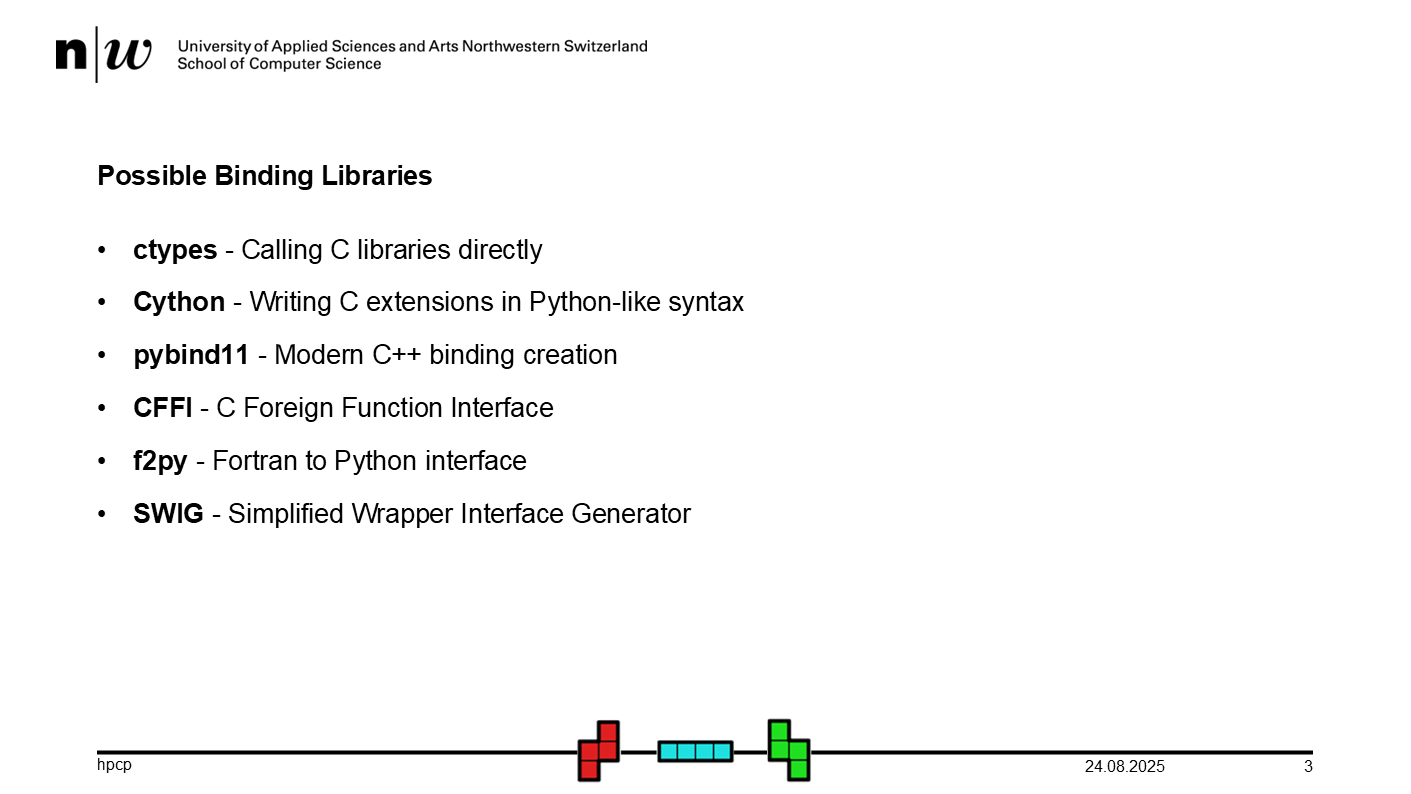 n|w University of Applied Sciences and Arts Northwestern Switzerland
School of Computer Science
Possible Binding Libraries
• ctypes - Calling C libraries directly
• Cython - Writing C extensions in Python-like syntax
• pybind11 - Modern C++ binding creation
• CFFI - C Foreign Function Interface
• f2py - Fortran to Python interface
• SWIG - Simplified Wrapper Interface Generator
hpcp 24.08.2025 3